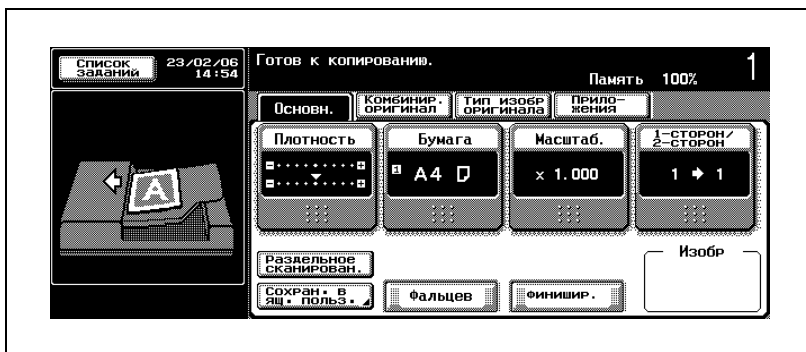 Список
заданий
23/02/06
14:54
Готов к копированию.
Память 100%
1
Основн.
Комбинир.
оригинал
Тип изобр
оригинала
Прило-
жения
Плотность
Бумага
Масштаб.
1-сторон/
2-сторон
1 A4
× 1.000
1 ➔ 1
A
Раздельное
сканирован.
Изобр
Сохран. в
ящ. польз.
Фальцев
Финишир.